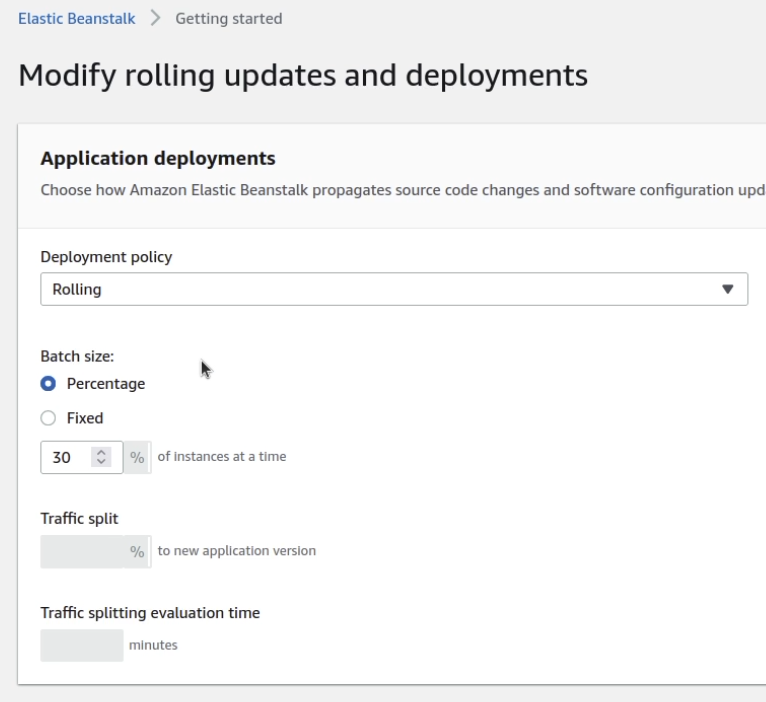 Elastic Beanstalk > Getting started
Modify rolling updates and deployments
Application deployments
Choose how Amazon Elastic Beanstalk propagates source code changes and software configuration upd
Deployment policy
Rolling
Batch size:
Percentage
Fixed
30 % of instances at a time
Traffic split
% to new application version
Traffic splitting evaluation time
minutes